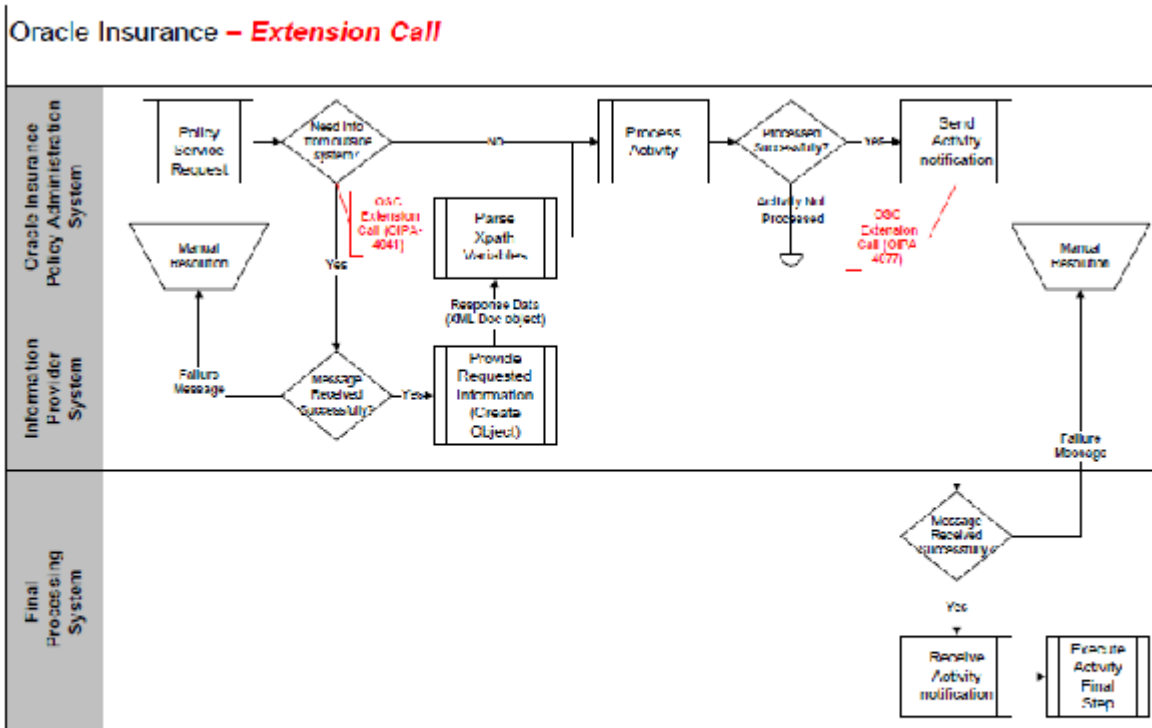 Oracle Insurance – Extension Call
Oracle Insurance
Policy Administration
System
Policy
Service
Request
Need Info
from outside
system?
NO
Process
Activity
Processed
Successfully?
Yes
Send
Activity
notification
OSC
Extension
Call (OIPA-
4041)
Parse
Xpath
Variables
Activity Not
Processed
OSC
Extension
Call (OIPA
4077)
Manual
Resolution
Yes
Manual
Resolution
Response Data
(XML Doc object)
Information
Provider
System
Failure
Message
Message
Received
Successfully?
Yes
Provide
Requested
Information
(Create
Object)
Failure
Message
Final
Processing
System
Message
Received
Successfully?
Yes
Receive
Activity
notification
Execute
Activity
Final
Step